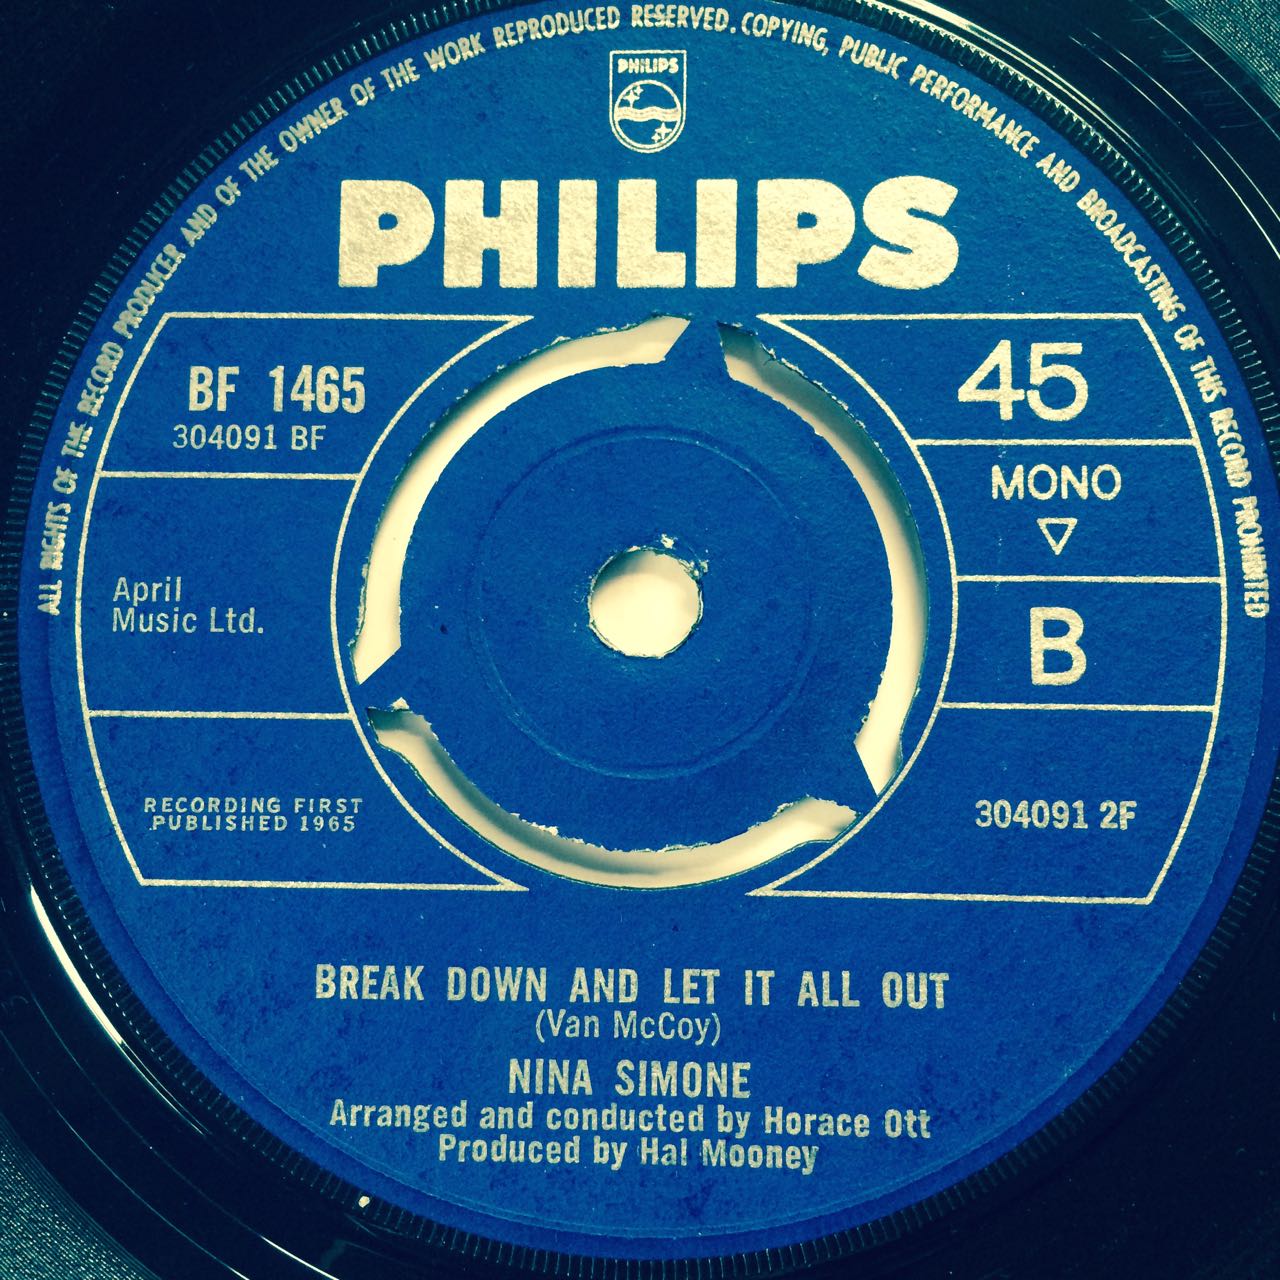 ALL RIGHTS OF THE RECORD PRODUCER AND OF THE OWNER OF THE WORK REPRODUCED RESERVED. COPYING, PUBLIC PERFORMANCE AND BROADCASTING OF THIS RECORD PROHIBITED
PHILIPS
PHILIPS
BF 1465
304091 BF
45
MONO
April
Music Ltd.
B
RECORDING FIRST
PUBLISHED 1965
304091 2F
BREAK DOWN AND LET IT ALL OUT
(Van McCoy)
NINA SIMONE
Arranged and conducted by Horace Ott
Produced by Hal Mooney